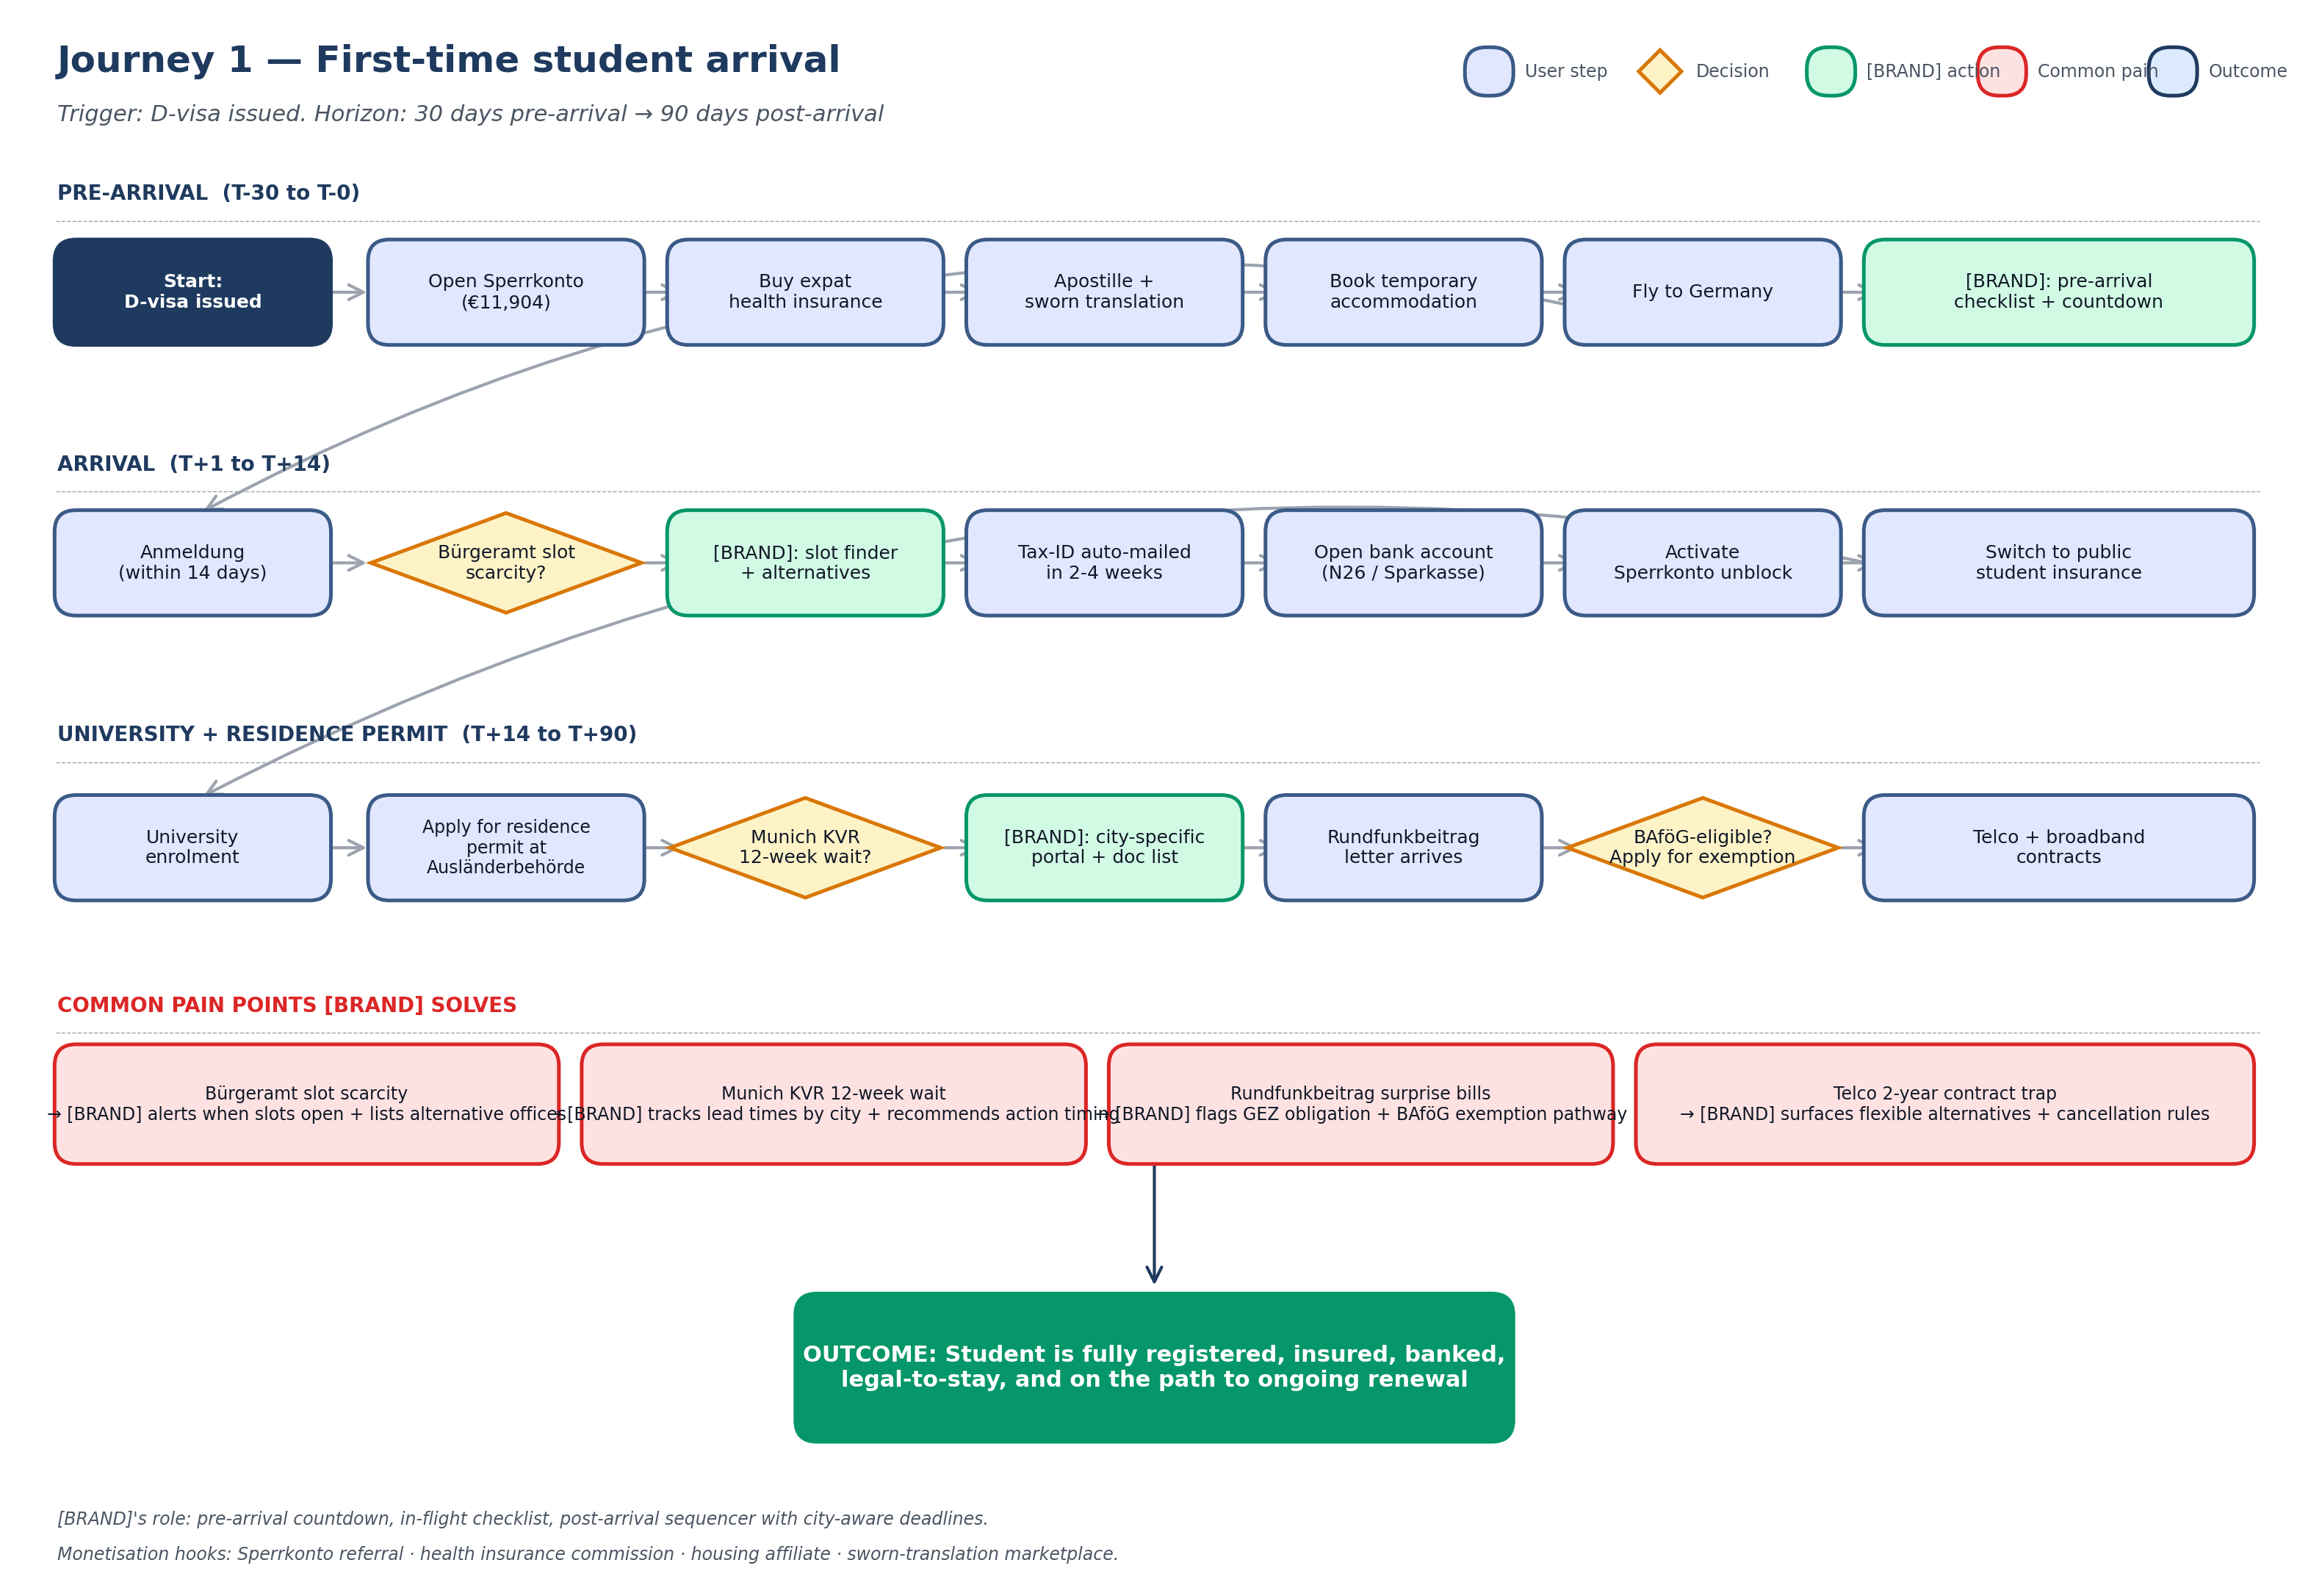 Journey 1 — First-time student arrival
Trigger: D-visa issued. Horizon: 30 days pre-arrival → 90 days post-arrival
User step
Decision
[BRAND] action
Common pain
Outcome
PRE-ARRIVAL (T-30 to T-0)
Start:
D-visa issued
Open Sperrkonto
(€11,904)
Buy expat
health insurance
Apostille +
sworn translation
Book temporary
accommodation
Fly to Germany
[BRAND]: pre-arrival
checklist + countdown
ARRIVAL (T+1 to T+14)
Anmeldung
(within 14 days)
Bürgeramt slot
scarcity?
[BRAND]: slot finder
+ alternatives
Tax-ID auto-mailed
in 2-4 weeks
Open bank account
(N26 / Sparkasse)
Activate
Sperrkonto unblock
Switch to public
student insurance
UNIVERSITY + RESIDENCE PERMIT (T+14 to T+90)
University
enrolment
Apply for residence
permit at
Ausländerbehörde
Munich KVR
12-week wait?
[BRAND]: city-specific
portal + doc list
Rundfunkbeitrag
letter arrives
BAföG-eligible?
Apply for exemption
Telco + broadband
contracts
COMMON PAIN POINTS [BRAND] SOLVES
Bürgeramt slot scarcity
→ [BRAND] alerts when slots open + lists alternative offices
Munich KVR 12-week wait
→ [BRAND] tracks lead times by city + recommends action timing
Rundfunkbeitrag surprise bills
→ [BRAND] flags GEZ obligation + BAföG exemption pathway
Telco 2-year contract trap
→ [BRAND] surfaces flexible alternatives + cancellation rules
OUTCOME: Student is fully registered, insured, banked,
legal-to-stay, and on the path to ongoing renewal
[BRAND]'s role: pre-arrival countdown, in-flight checklist, post-arrival sequencer with city-aware deadlines.
Monetisation hooks: Sperrkonto referral · health insurance commission · housing affiliate · sworn-translation marketplace.